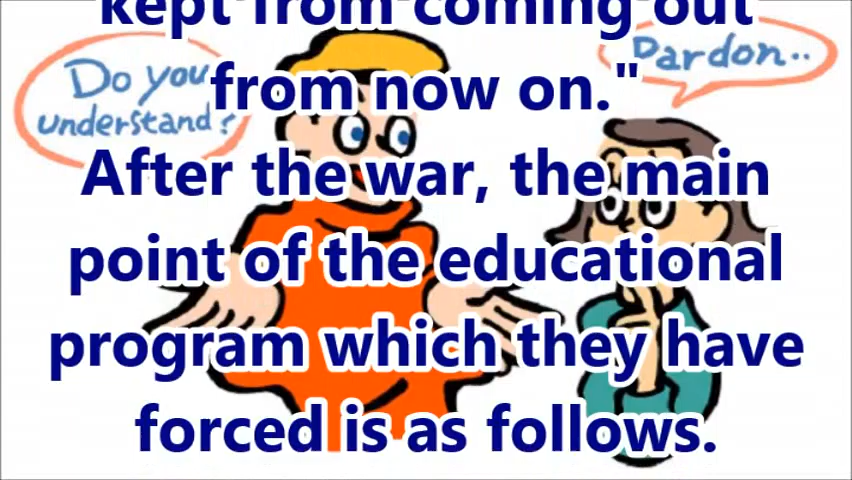 kept from coming out
Do you
understand?
Pardon..
from now on."
After the war, the main
point of the educational
program which they have
forced is as follows.